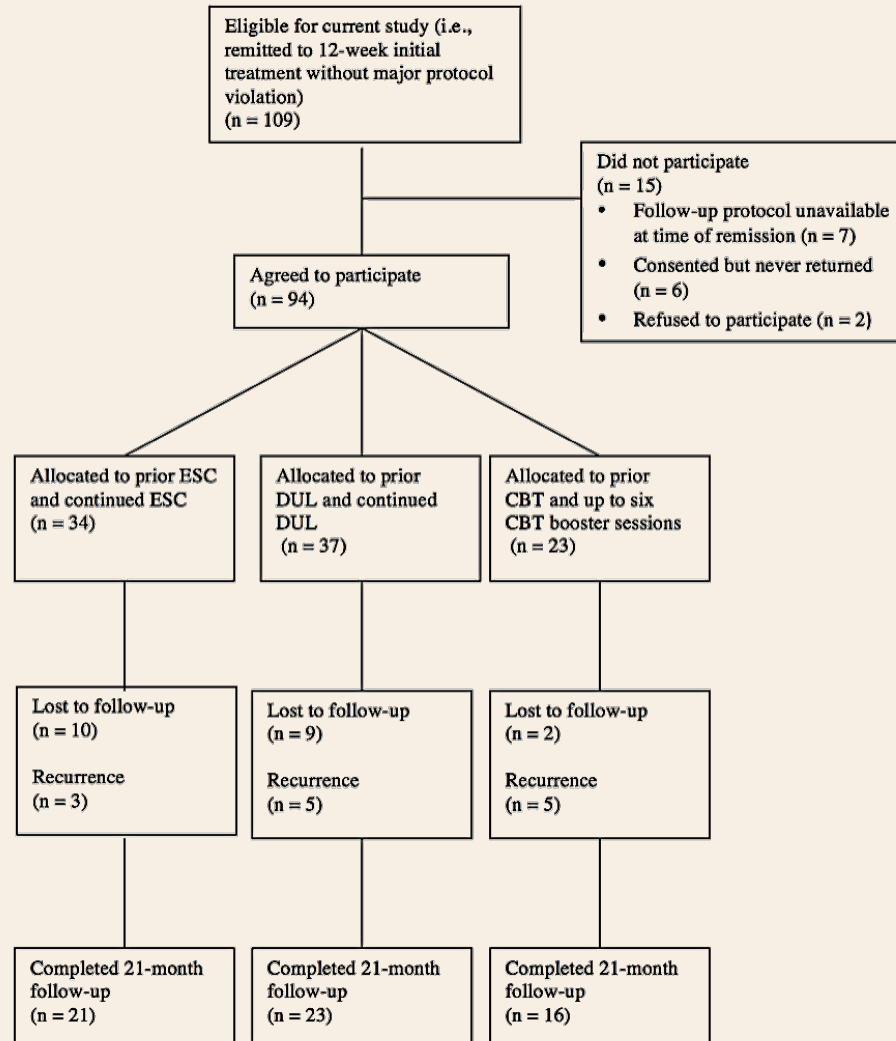 Eligible for current study (i.e.,
remitted to 12-week initial
treatment without major protocol
violation)
(n = 109)
Did not participate
(n = 15)
• Follow-up protocol unavailable
at time of remission (n = 7)
• Consented but never returned
(n = 6)
• Refused to participate (n = 2)
Agreed to participate
(n = 94)
Allocated to prior ESC
and continued ESC
(n = 34)
Allocated to prior
DUL and continued
DUL
(n = 37)
Allocated to prior
CBT and up to six
CBT booster sessions
(n = 23)
Lost to follow-up
(n = 10)
Recurrence
(n = 3)
Lost to follow-up
(n = 9)
Recurrence
(n = 5)
Lost to follow-up
(n = 2)
Recurrence
(n = 5)
Completed 21-month
follow-up
(n = 21)
Completed 21-month
follow-up
(n = 23)
Completed 21-month
follow-up
(n = 16)